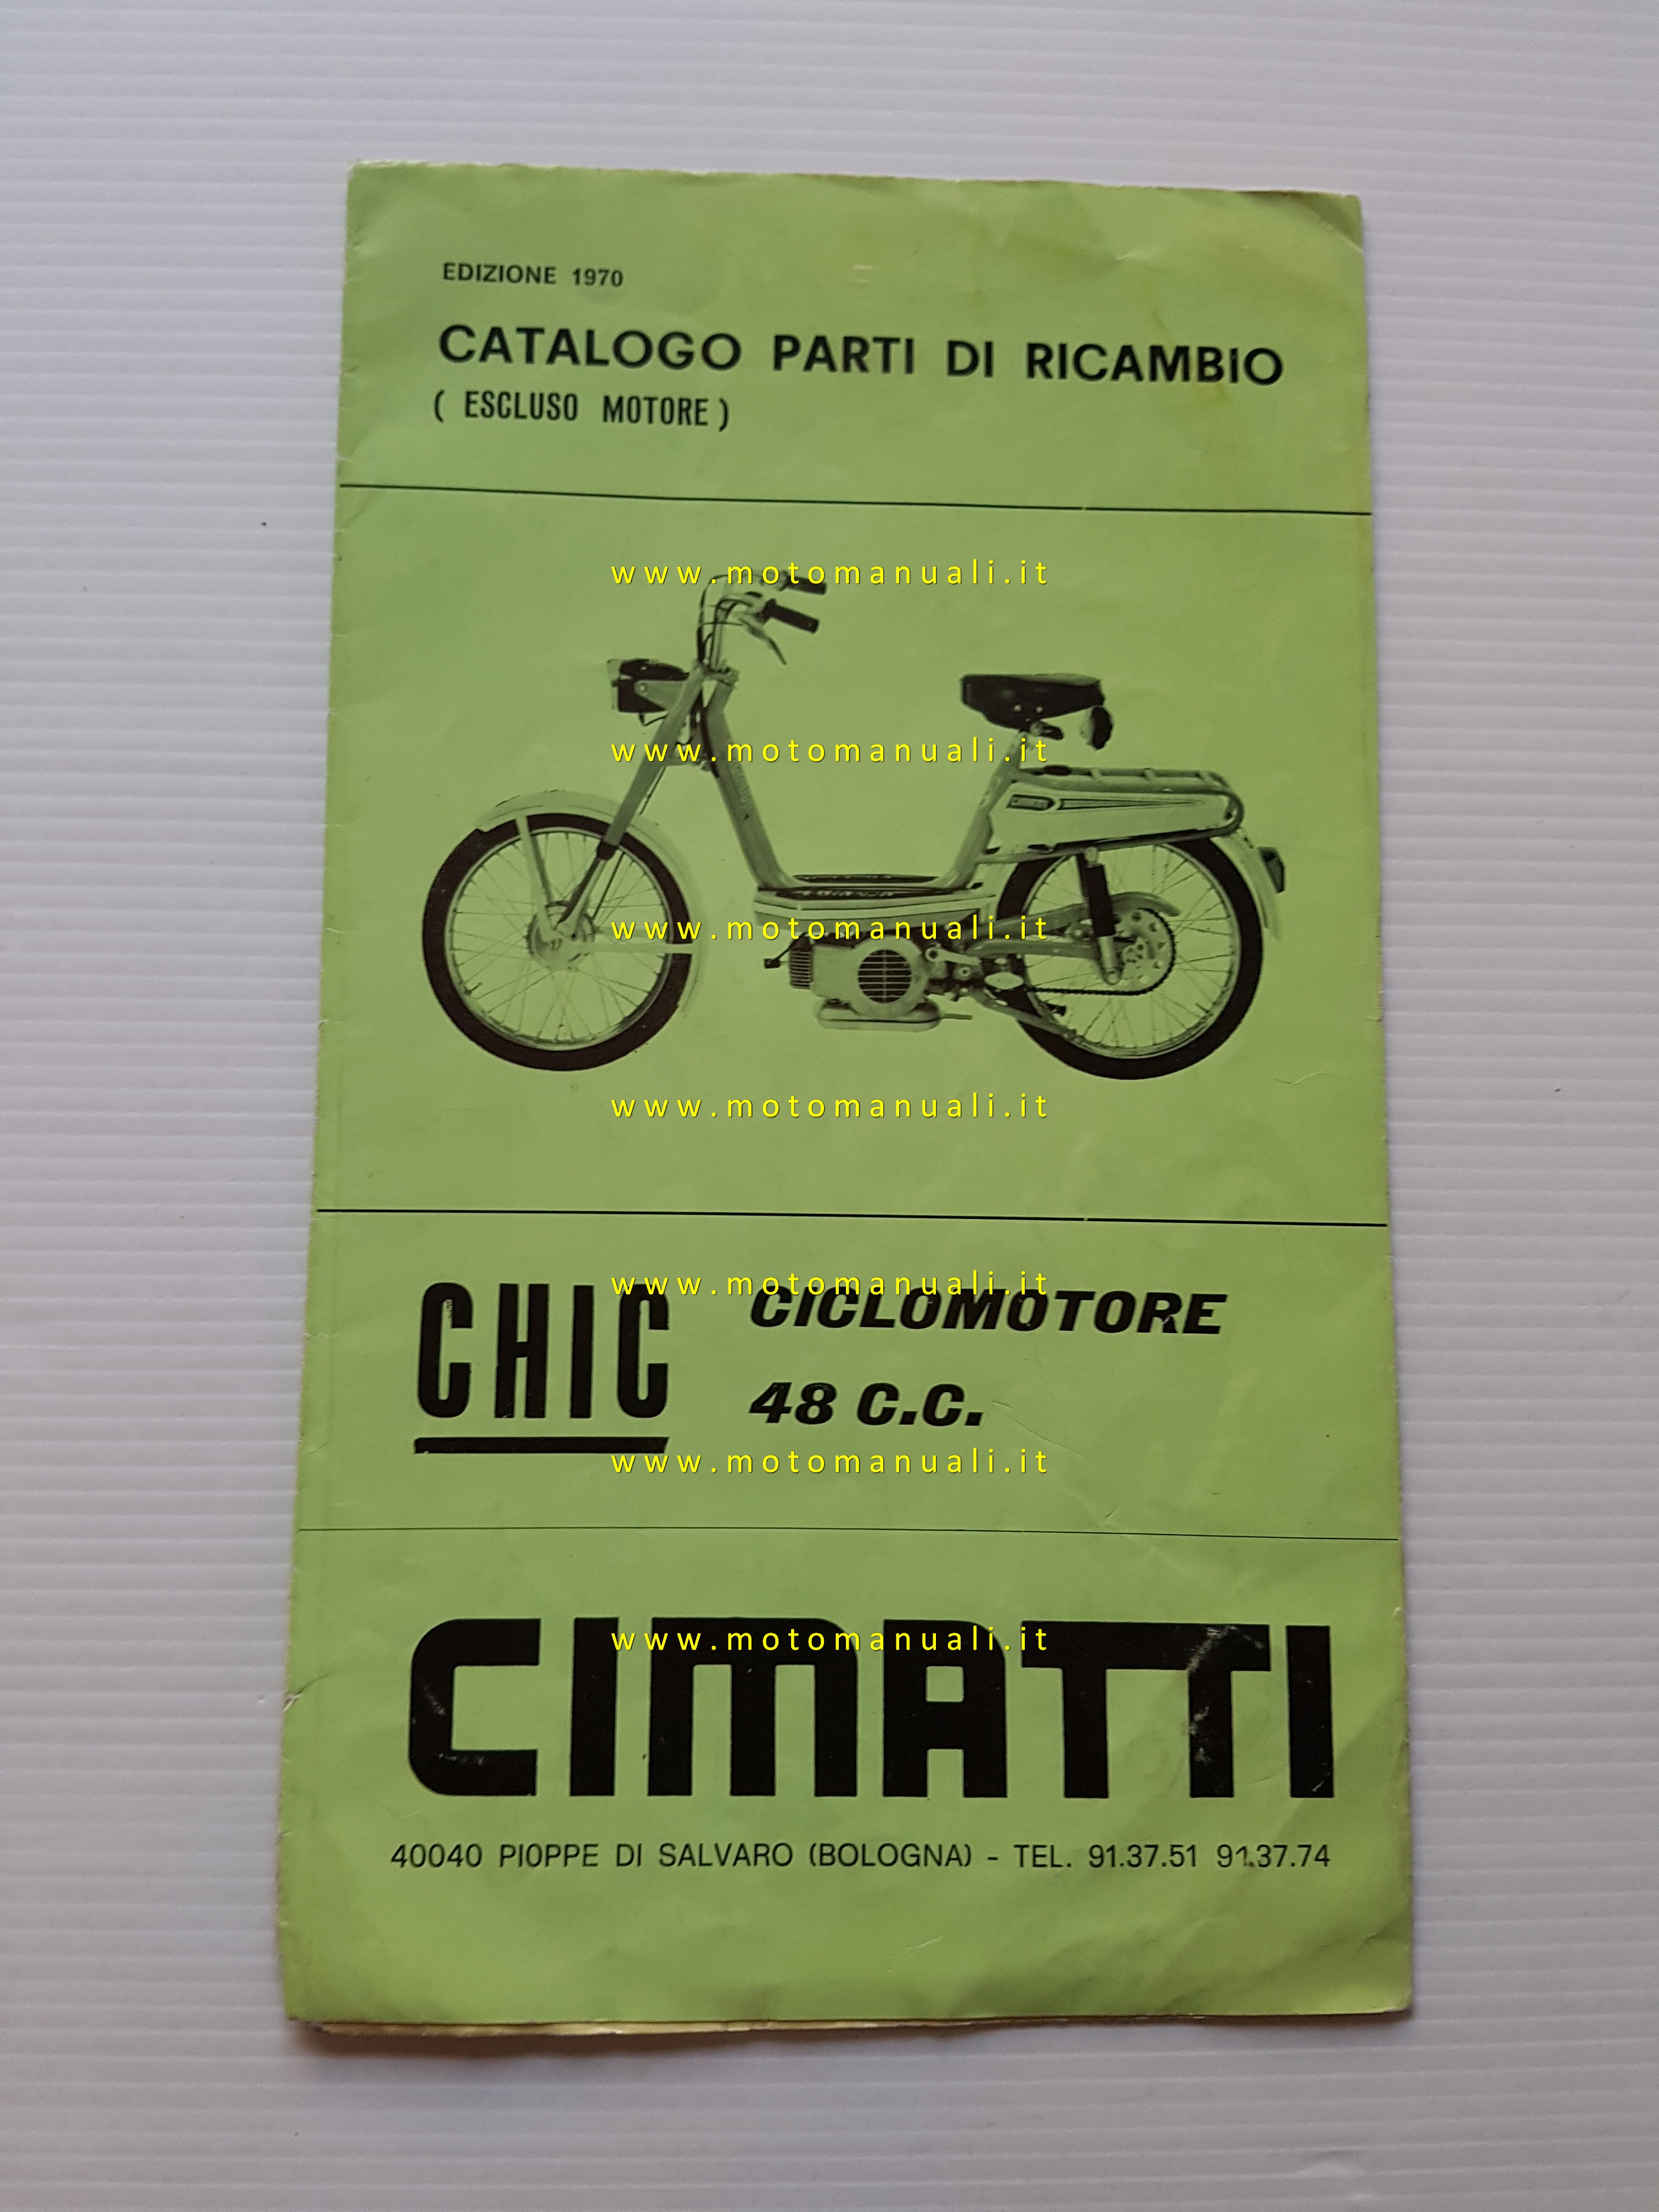 EDIZIONE 1970
CATALOGO PARTI DI RICAMBIO
( ESCLUSO MOTORE )
www.motomanuali.it
www.motomanuali.it
CIMATTI
www.motomanuali.it
www.motomanuali.it
www.motomanuali.it
CHIC CICLOMOTORE
48 C.C.
www.motomanuali.it
www.motomanuali.it
CIMATTI
40040 PIOPPE DI SALVARO (BOLOGNA) - TEL. 91.37.51 91.37.74